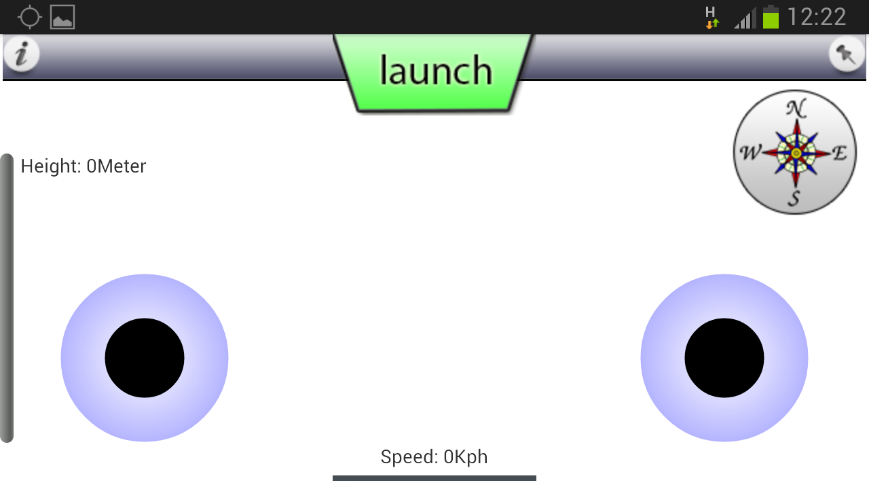 H
12:22
i
launch
N
W E
S
Height: 0Meter
Speed: 0Kph